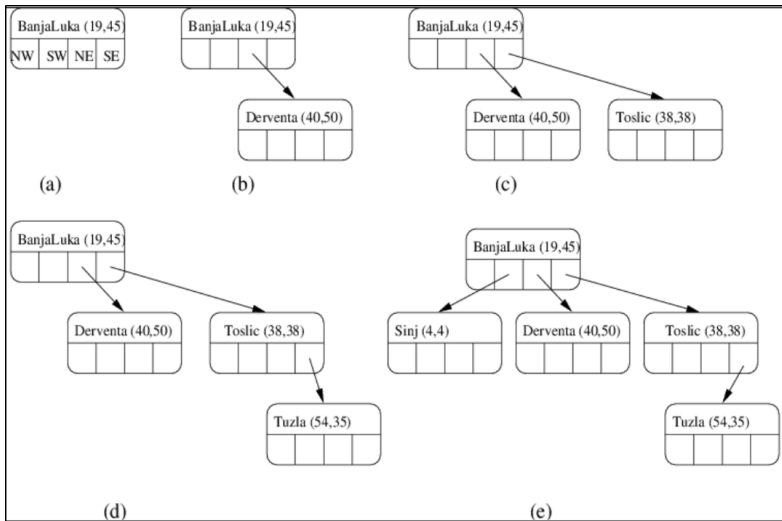 BanjaLuka (19,45)
NW SW NE SE
(a)
BanjaLuka (19,45)
Derventa (40,50)
(b)
BanjaLuka (19,45)
Derventa (40,50)
Toslic (38,38)
(c)
BanjaLuka (19,45)
Derventa (40,50)
Toslic (38,38)
Tuzla (54,35)
(d)
BanjaLuka (19,45)
Sinj (4,4)
Derventa (40,50)
Toslic (38,38)
Tuzla (54,35)
(e)